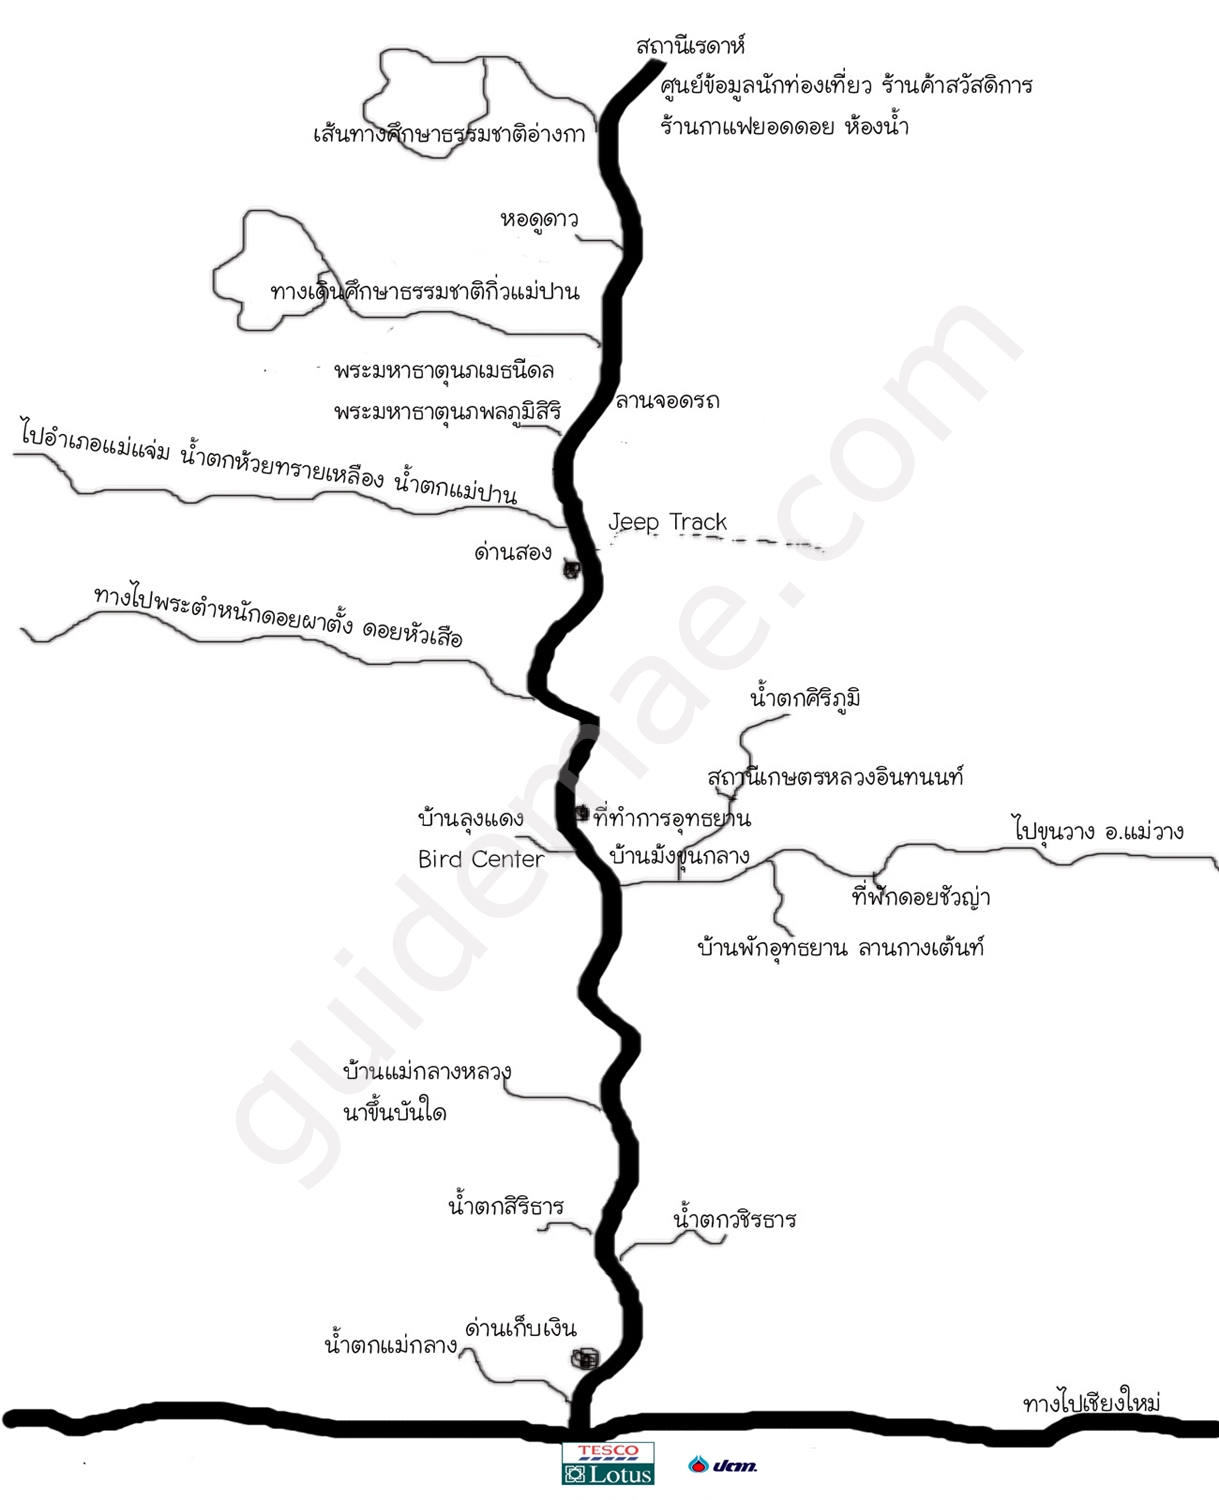 สถานีเรดาห์
ศูนย์ข้อมูลนักท่องเที่ยว ร้านค้าสวัสดิการ
ร้านกาแฟยอดดอย ห้องน้ำ
เส้นทางศึกษาธรรมชาติอ่างกา
หอดูดาว
ทางเดินศึกษาธรรมชาติกิ่วแม่ปาน
พระมหาธาตุนภเมธนีดล
พระมหาธาตุนภพลภูมิสิริ
ลานจอดรถ
ไปอำเภอแม่แจ่ม น้ำตกห้วยทรายเหลือง น้ำตกแม่ปาน
Jeep Track
ด่านสอง
ทางไปพระตำหนักดอยผาตั้ง ดอยหัวเสือ
น้ำตกศิริภูมิ
สถานีเกษตรหลวงอินทนนท์
บ้านลุงแดง
Bird Center
ที่ทำการอุทธยาน
บ้านม้งขุนกลาง
ไปขุนวาง อ.แม่วาง
ที่พักดอยชัวญ่า
บ้านพักอุทธยาน ลานกางเต้นท์
บ้านแม่กลางหลวง
นาขึ้นบันใด
น้ำตกสิริธาร
น้ำตกวชิรธาร
ด่านเก็บเงิน
น้ำตกแม่กลาง
ทางไปเชียงใหม่
TESCO
Lotus
ปตท.
guidemae.com